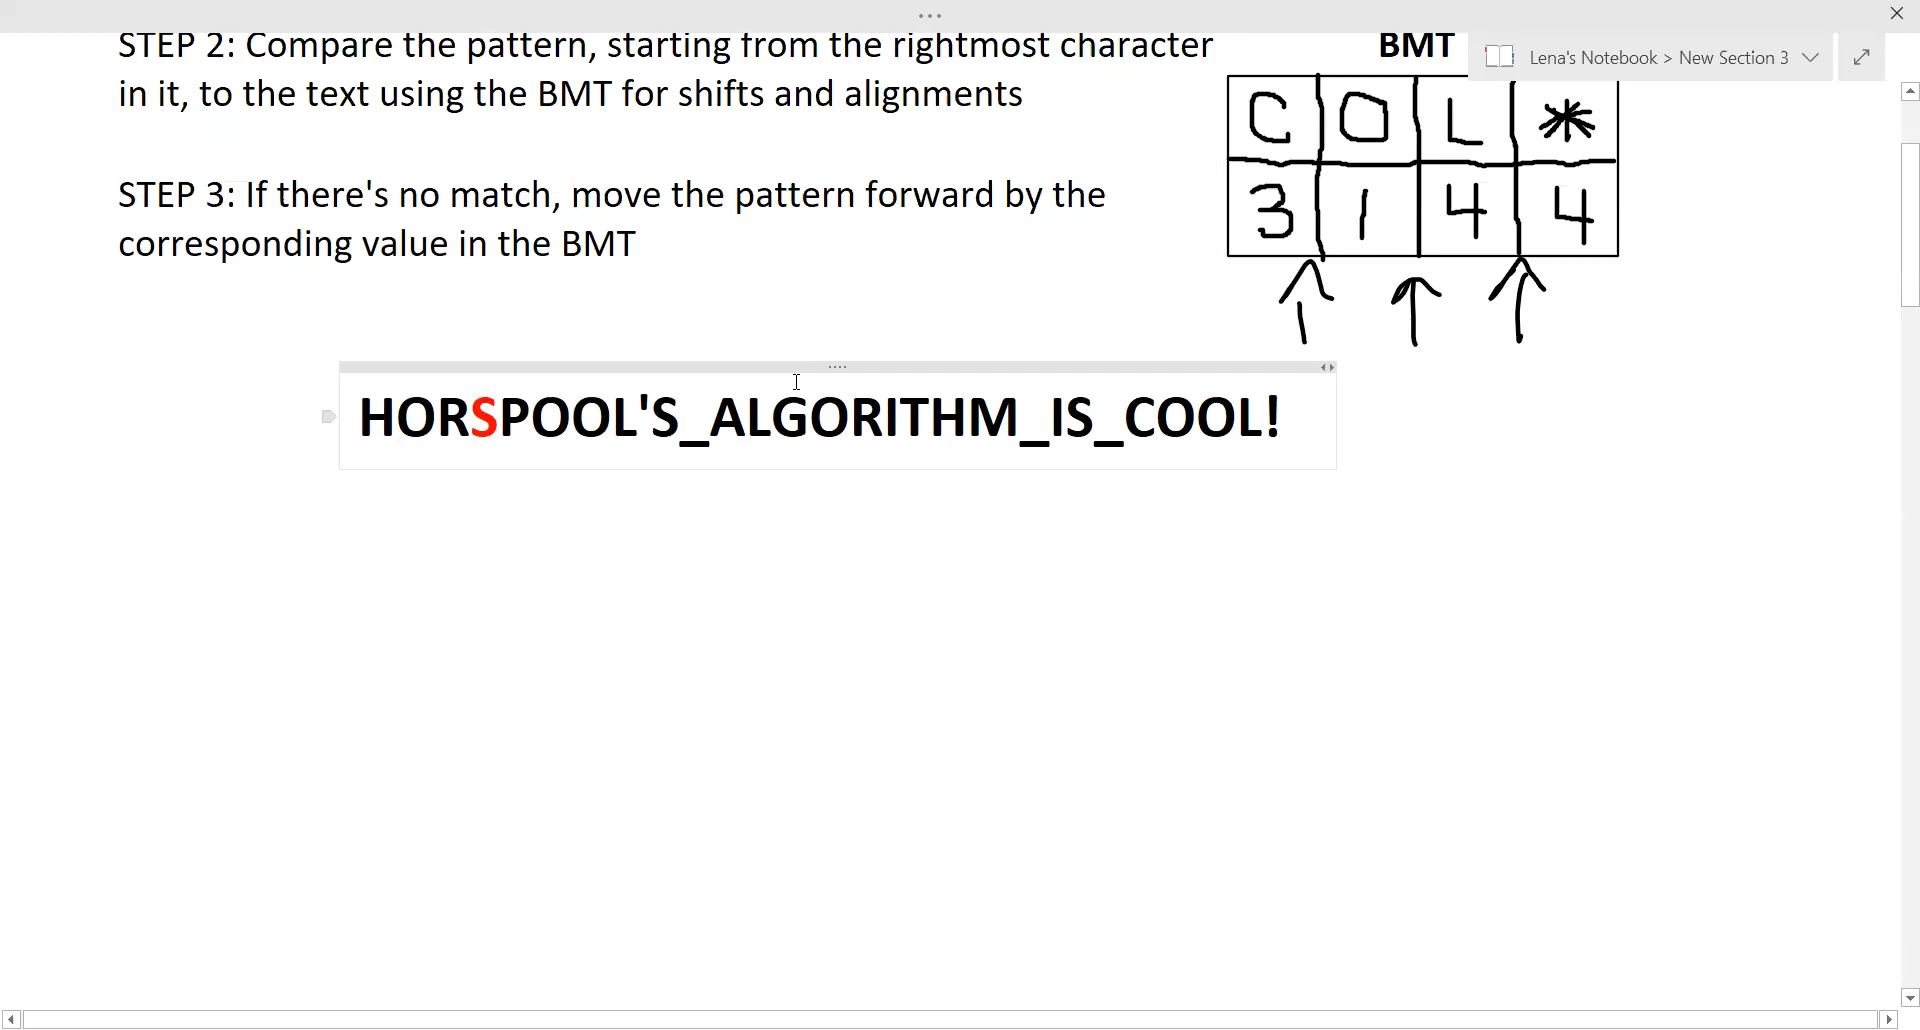 STEP 2: Compare the pattern, starting from the rightmost character
in it, to the text using the BMT for shifts and alignments
STEP 3: If there's no match, move the pattern forward by the
corresponding value in the BMT
BMT
Lena's Notebook > New Section 3
C O L *
3 1 4 4
HORSPOOL'S_ALGORITHM_IS_COOL!